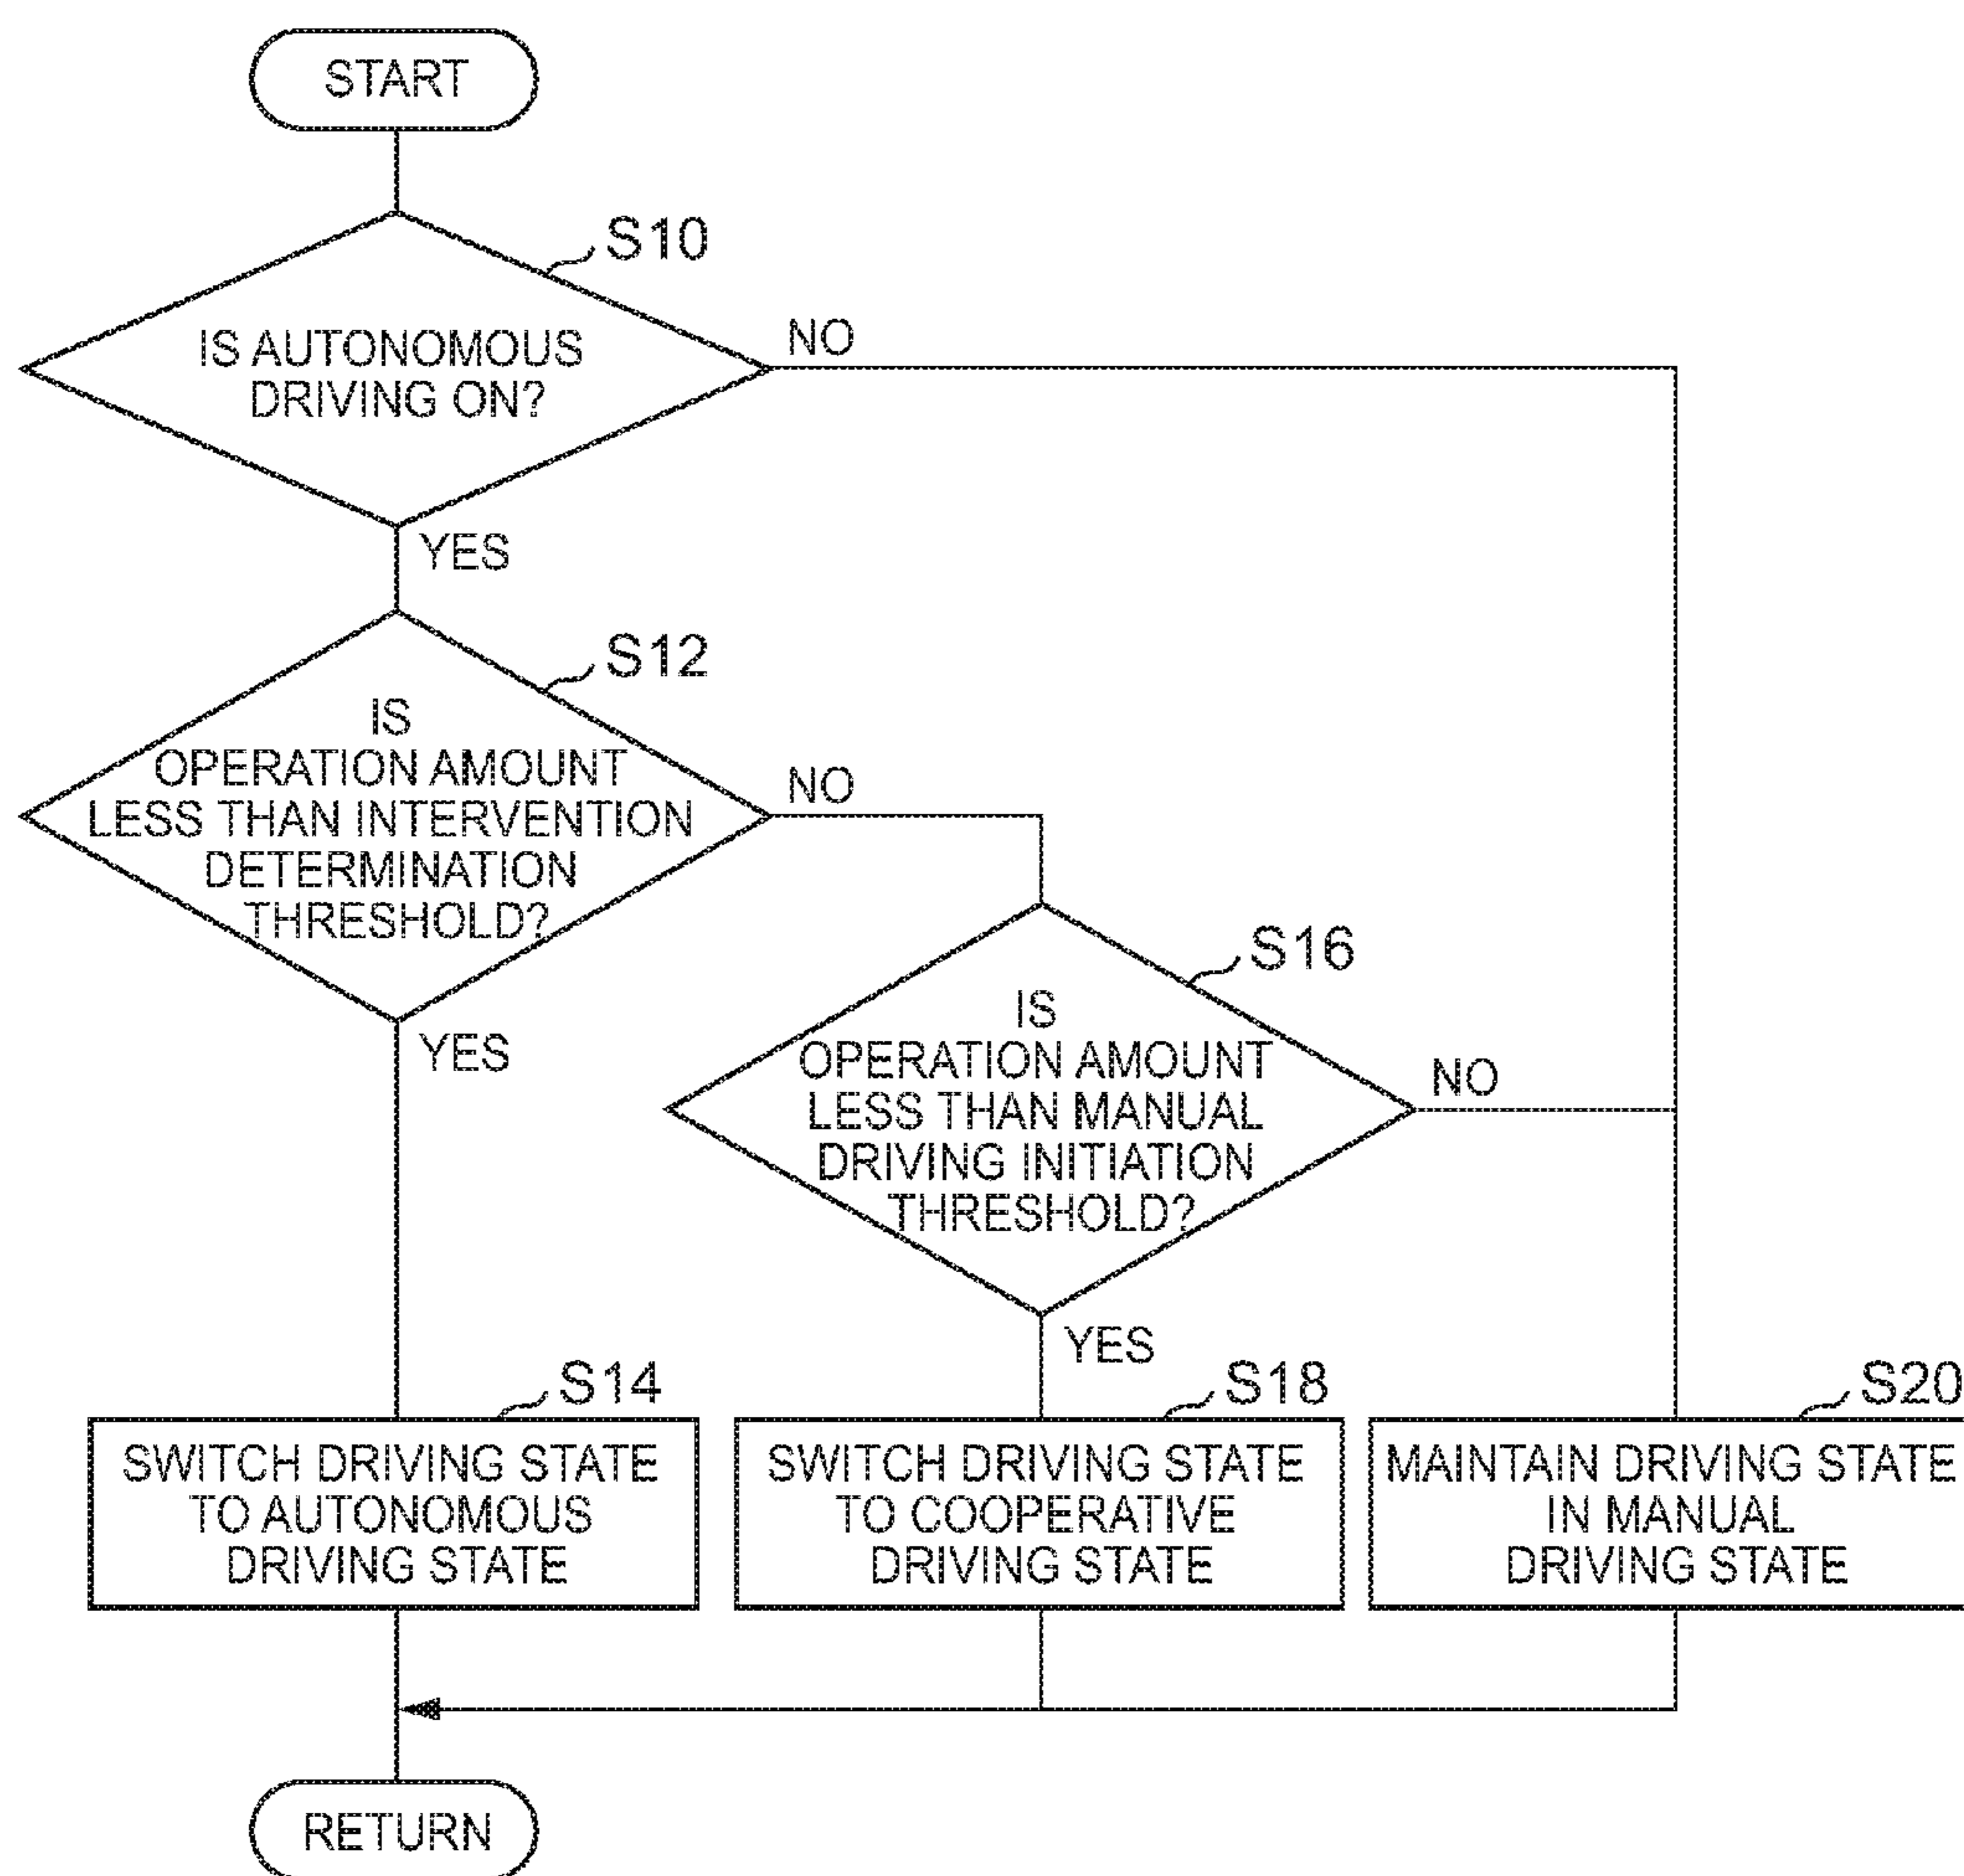 START
S10
IS AUTONOMOUS
DRIVING ON?
NO
YES
S12
IS
OPERATION AMOUNT
LESS THAN INTERVENTION
DETERMINATION
THRESHOLD?
NO
YES
S16
IS
OPERATION AMOUNT
LESS THAN MANUAL
DRIVING INITIATION
THRESHOLD?
NO
YES
S14
SWITCH DRIVING STATE
TO AUTONOMOUS
DRIVING STATE
S18
SWITCH DRIVING STATE
TO COOPERATIVE
DRIVING STATE
S20
MAINTAIN DRIVING STATE
IN MANUAL
DRIVING STATE
RETURN